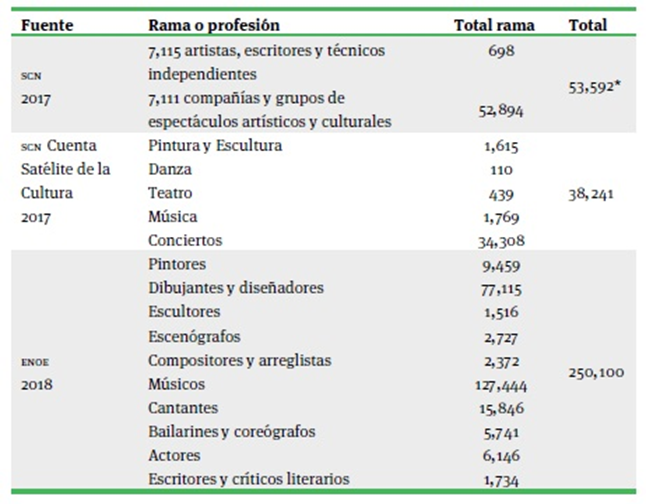 Fuente Rama o profesión Total rama Total
SCN
2017
7,115 artistas, escritores y técnicos 698
independientes
7,111 compañías y grupos de
espectáculos artísticos y culturales 52,894
53,592*
SCN Cuenta Pintura y Escultura 1,615
Satélite de la Danza 110
Cultura Teatro 439 38,241
2017 Música 1,769
Conciertos 34,308
Pintores 9,459
Dibujantes y diseñadores 77,115
Escultores 1,516
Escenógrafos 2,727
ENOE Compositores y arreglistas 2,372 250,100
2018 Músicos 127,444
Cantantes 15,846
Bailarines y coreógrafos 5,741
Actores 6,146
Escritores y críticos literarios 1,734